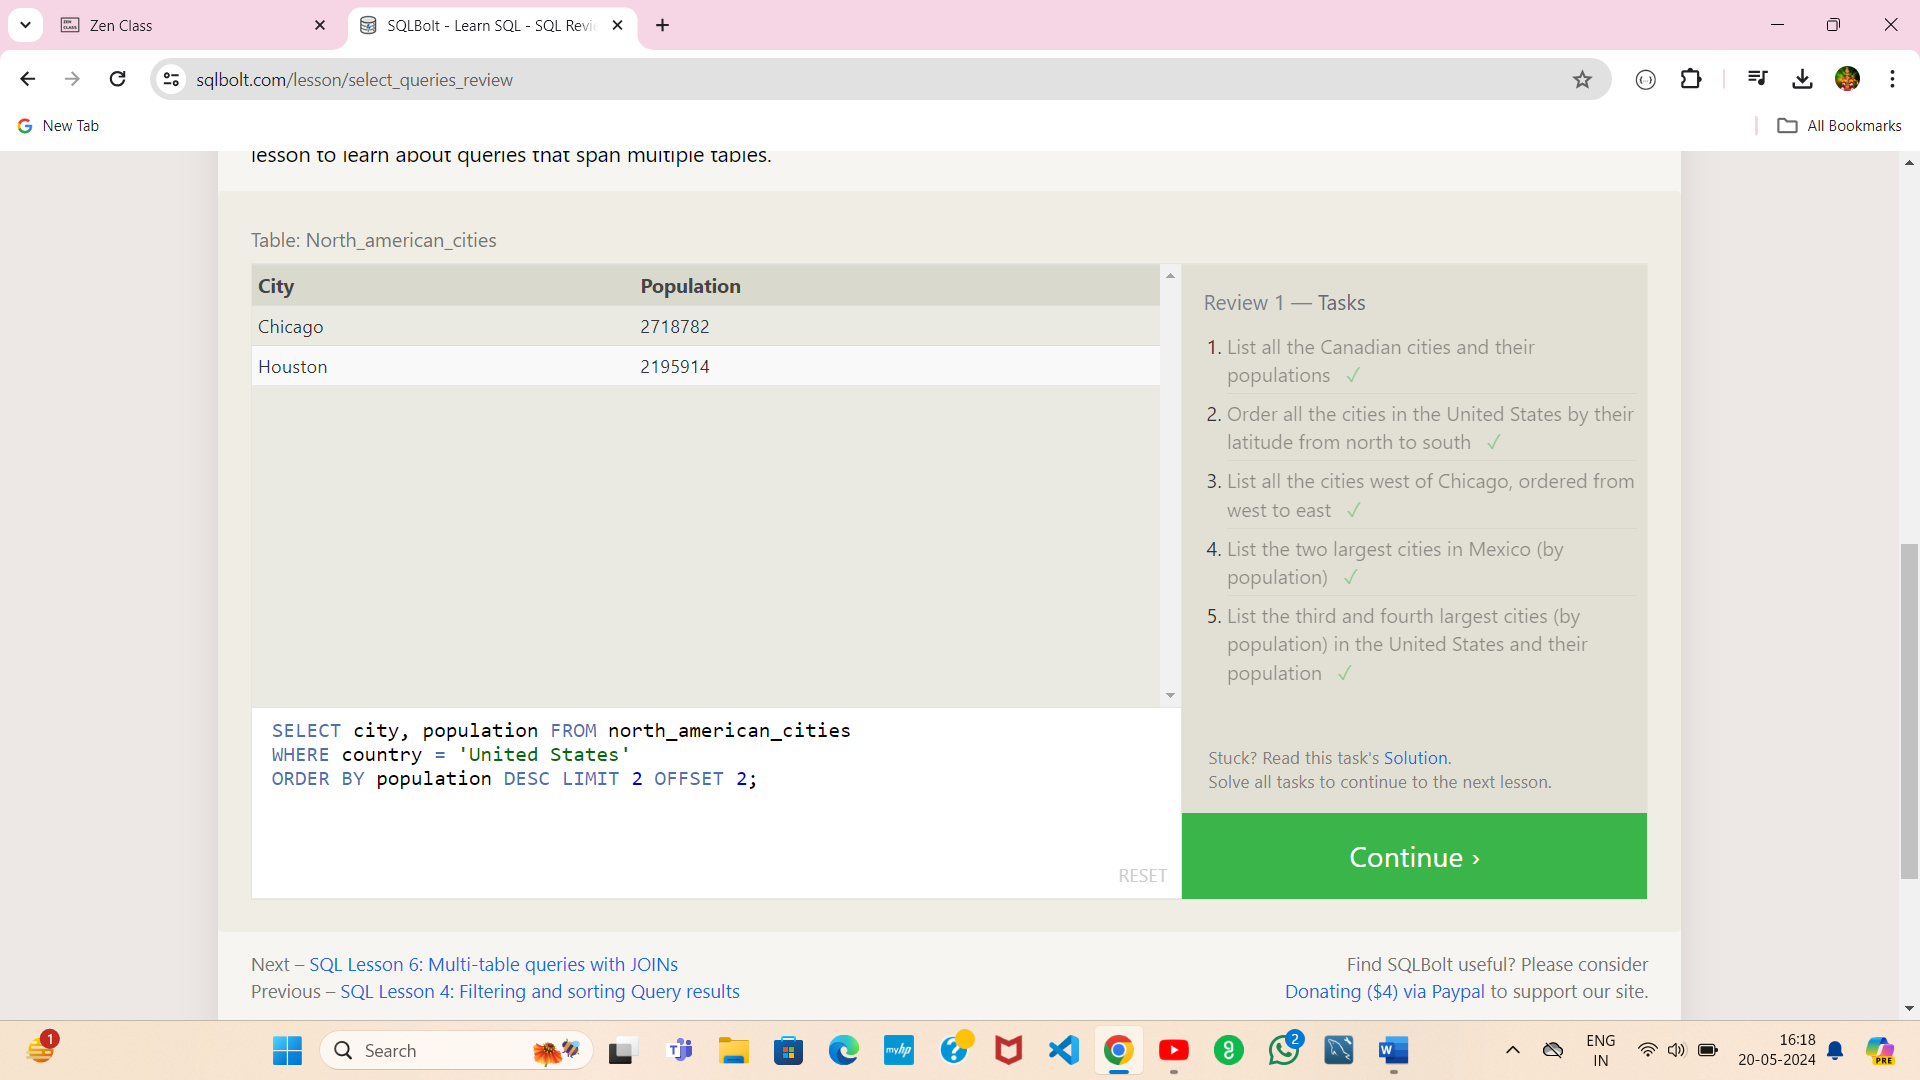 Zen Class
SQLBolt - Learn SQL - SQL Revi
sqlbolt.com/lesson/select_queries_review
New Tab
All Bookmarks
lesson to learn about queries that span multiple tables.
Table: North_american_cities
City Population
Chicago 2718782
Houston 2195914
Review 1 — Tasks
1. List all the Canadian cities and their
populations ✓
2. Order all the cities in the United States by their
latitude from north to south ✓
3. List all the cities west of Chicago, ordered from
west to east ✓
4. List the two largest cities in Mexico (by
population) ✓
5. List the third and fourth largest cities (by
population) in the United States and their
population ✓
SELECT city, population FROM north_american_cities
WHERE country = 'United States'
ORDER BY population DESC LIMIT 2 OFFSET 2;
RESET
Stuck? Read this task's Solution.
Solve all tasks to continue to the next lesson.
Continue ›
Next – SQL Lesson 6: Multi-table queries with JOINs
Previous – SQL Lesson 4: Filtering and sorting Query results
Find SQLBolt useful? Please consider
Donating ($4) via Paypal to support our site.
1
Search
myhp
2
W
ENG
IN
16:18
20-05-2024
PRE